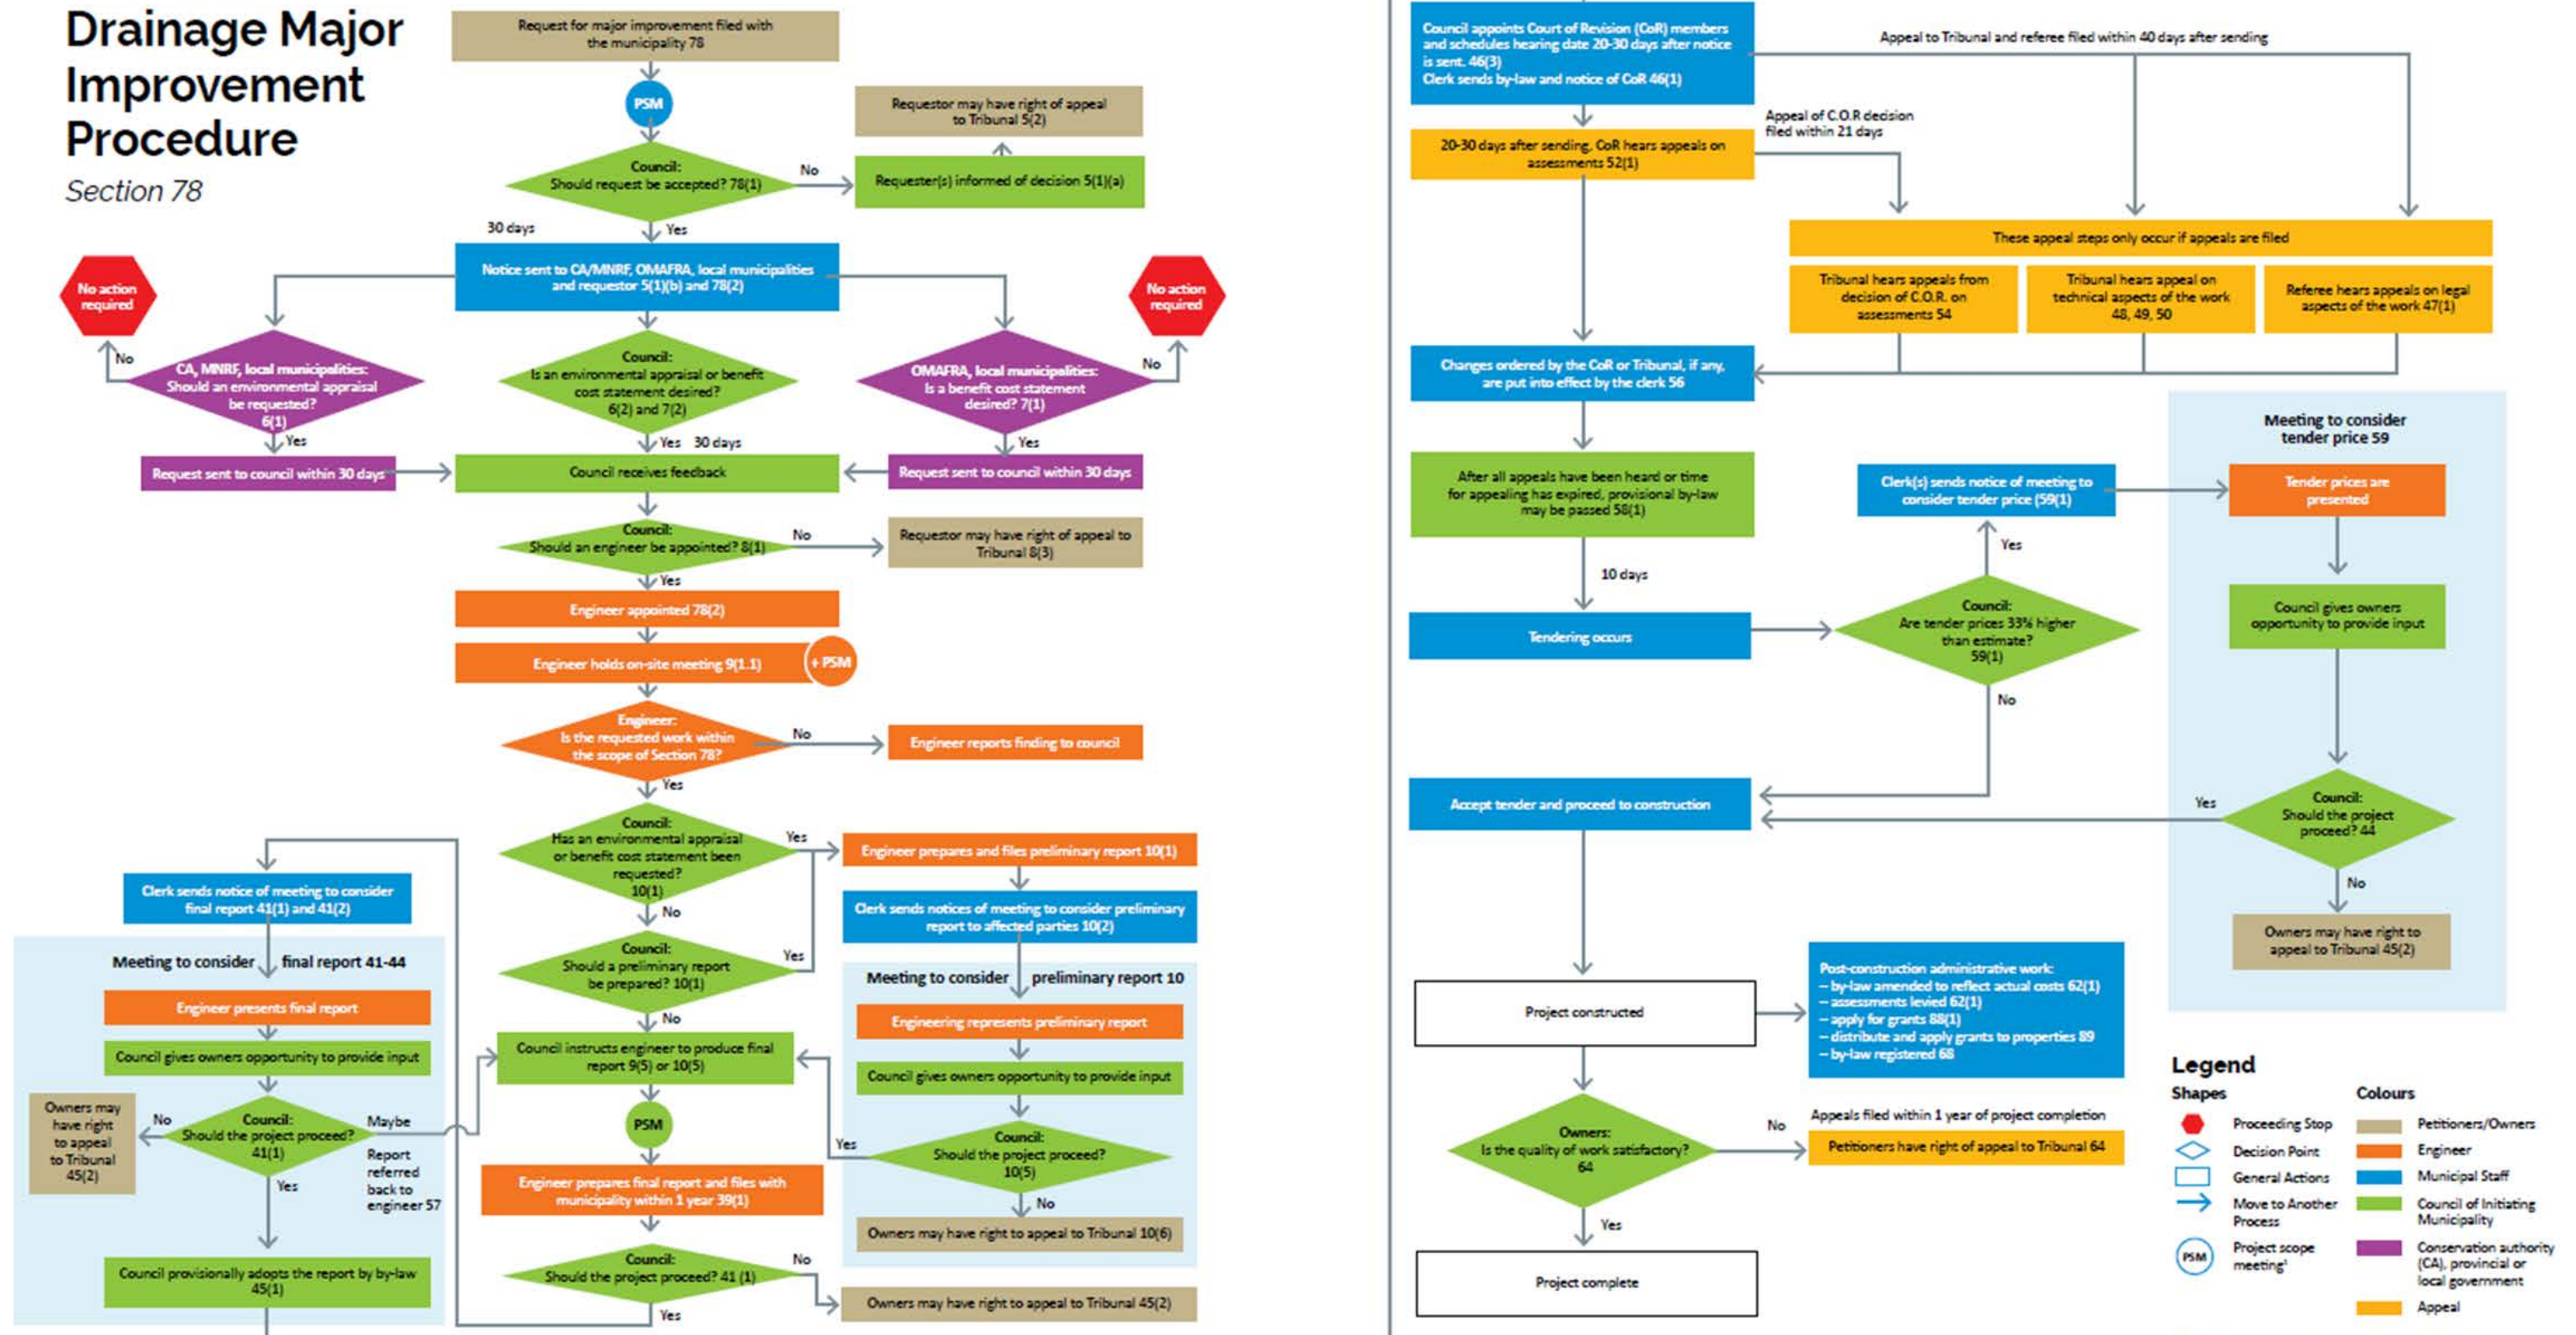 Drainage Major
Improvement
Procedure
Section 78
Request for major improvement filed with
the municipality 78
PSM
Council:
Should request be accepted? 78(1)
No
Requestor may have right of appeal
to Tribunal 5(2)
Requester(s) informed of decision 5(1)(a)
30 days
Yes
Notice sent to CA/MNRF, OMAFRA, local municipalities
and requestor 5(1)(b) and 78(2)
No action
required
No
CA, MNRF, local municipalities:
Should an environmental appraisal
be requested?
6(1)
Yes
Request sent to council within 30 days
Council:
Is an environmental appraisal or benefit
cost statement desired?
6(2) and 7(2)
Yes 30 days
No action
required
No
OMAFRA, local municipalities:
Is a benefit cost statement
desired? 7(1)
Yes
Request sent to council within 30 days
Council receives feedback
Council:
Should an engineer be appointed? 8(1)
No
Requestor may have right of appeal to
Tribunal 8(3)
Yes
Engineer appointed 78(2)
Engineer holds on-site meeting 9(1.1)
+ PSM
Engineer:
Is the requested work within
the scope of Section 78?
No
Engineer reports finding to council
Yes
Council:
Has an environmental appraisal
or benefit cost statement been
requested?
10(1)
Yes
No
Council:
Should a preliminary report
be prepared? 10(1)
Yes
No
Engineer prepares and files preliminary report 10(1)
Clerk sends notices of meeting to consider preliminary
report to affected parties 10(2)
Meeting to consider preliminary report 10
Engineering represents preliminary report
Council gives owners opportunity to provide input
Council:
Should the project proceed?
10(5)
Yes
No
Owners may have right to appeal to Tribunal 10(6)
Council instructs engineer to produce final
report 9(5) or 10(5)
PSM
Engineer prepares final report and files with
municipality within 1 year 39(1)
Council:
Should the project proceed? 41 (1)
No
Owners may have right to appeal to Tribunal 45(2)
Yes
Clerk sends notice of meeting to consider
final report 41(1) and 41(2)
Meeting to consider final report 41-44
Engineer presents final report
Council gives owners opportunity to provide input
Council:
Should the project proceed?
41(1)
No
Owners may
have right
to appeal
to Tribunal
45(2)
Maybe
Report
referred
back to
engineer 57
Yes
Council provisionally adopts the report by by-law
45(1)
Council appoints Court of Revision (CoR) members
and schedules hearing date 20-30 days after notice
is sent. 46(3)
Clerk sends by-law and notice of CoR 46(1)
Appeal to Tribunal and referee filed within 40 days after sending
20-30 days after sending, CoR hears appeals on
assessments 52(1)
Appeal of C.O.R decision
filed within 21 days
These appeal steps only occur if appeals are filed
Tribunal hears appeals from
decision of C.O.R. on
assessments 54
Tribunal hears appeal on
technical aspects of the work
48, 49, 50
Referee hears appeals on legal
aspects of the work 47(1)
Changes ordered by the CoR or Tribunal, if any,
are put into effect by the clerk 56
After all appeals have been heard or time
for appealing has expired, provisional by-law
may be passed 58(1)
10 days
Tendering occurs
Council:
Are tender prices 33% higher
than estimate?
59(1)
Yes
Clerk(s) sends notice of meeting to
consider tender price (59(1)
No
Meeting to consider
tender price 59
Tender prices are
presented
Council gives owners
opportunity to provide input
Council:
Should the project
proceed? 44
Yes
No
Owners may have right to
appeal to Tribunal 45(2)
Accept tender and proceed to construction
Project constructed
Post-construction administrative work:
– by-law amended to reflect actual costs 62(1)
– assessments levied 62(1)
– apply for grants 88(1)
– distribute and apply grants to properties 89
– by-law registered 68
Owners:
Is the quality of work satisfactory?
64
No
Appeals filed within 1 year of project completion
Petitioners have right of appeal to Tribunal 64
Yes
Project complete
Legend
Shapes
Proceeding Stop
Decision Point
General Actions
Move to Another
Process
PSM
Project scope
meeting¹
Colours
Petitioners/Owners
Engineer
Municipal Staff
Council of Initiating
Municipality
Conservation authority
(CA), provincial or
local government
Appeal